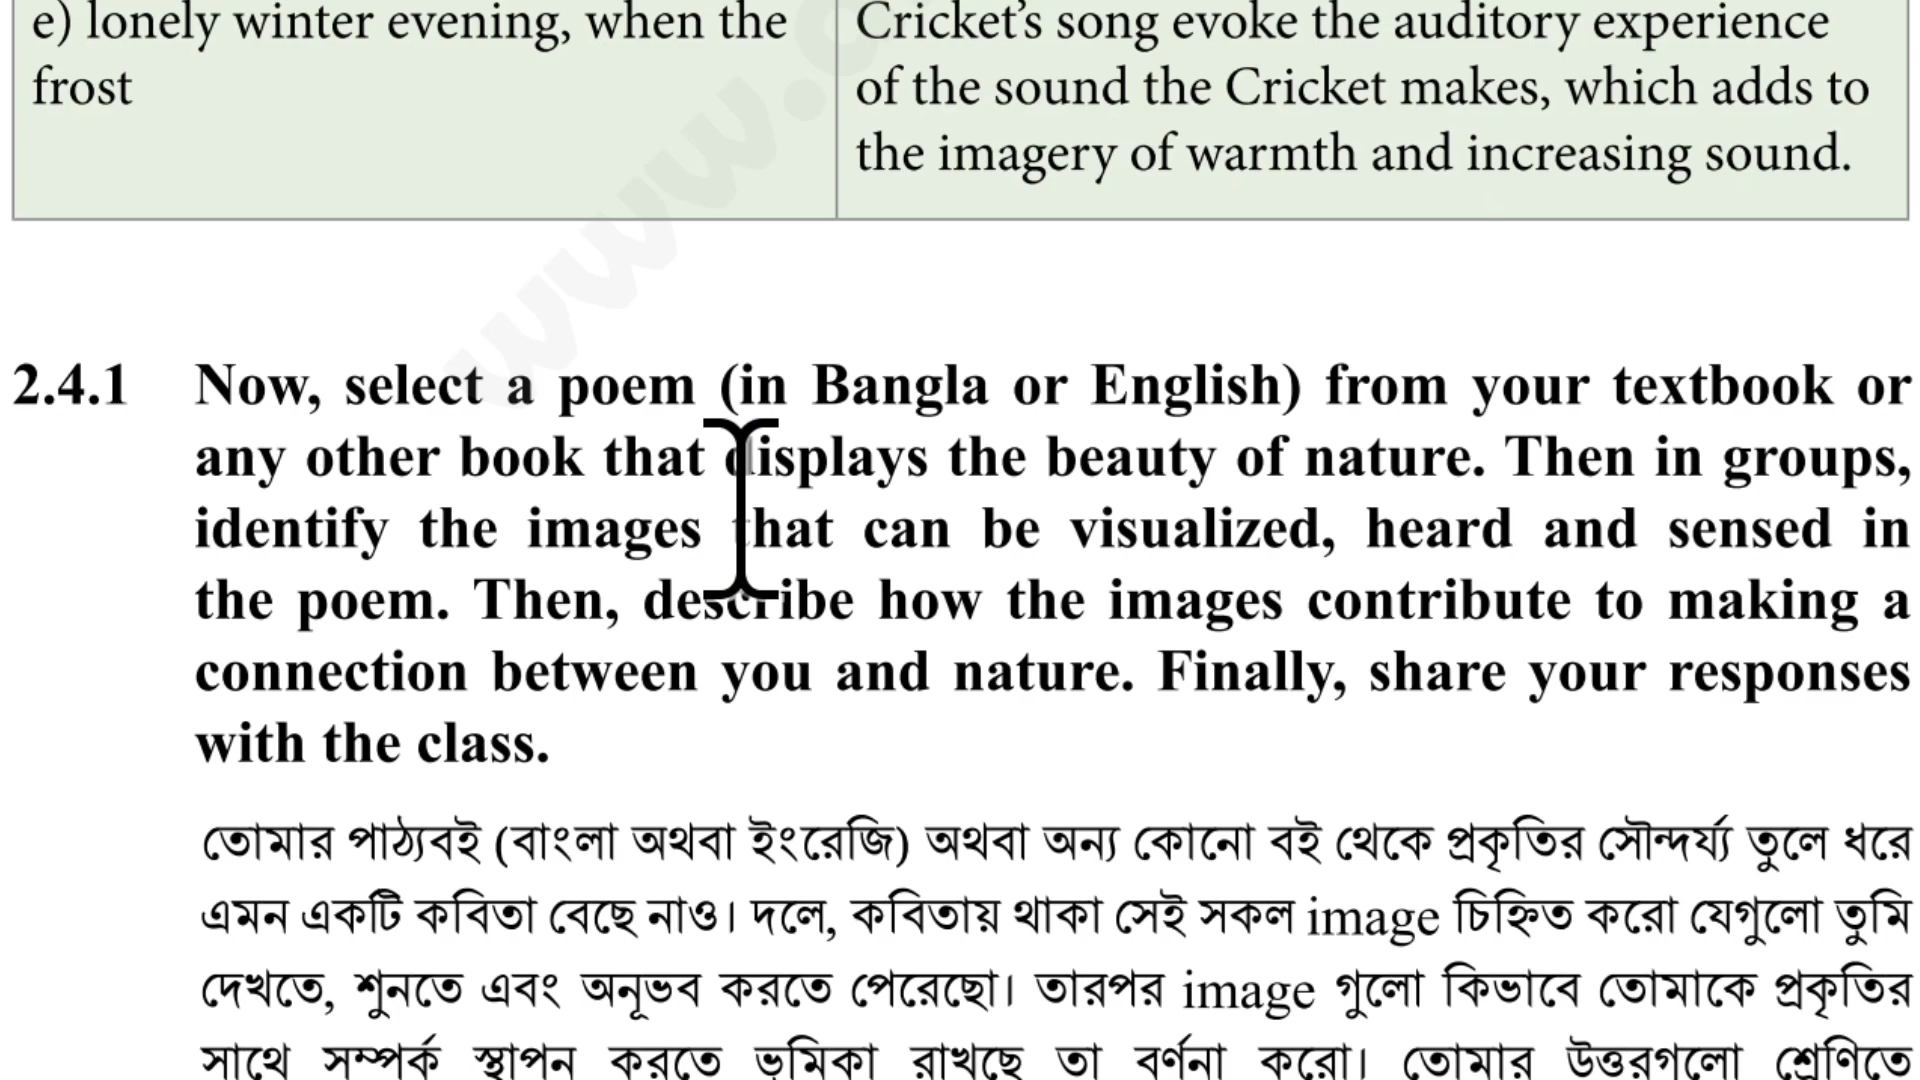 e) lonely winter evening, when the
frost
Cricket's song evoke the auditory experience
of the sound the Cricket makes, which adds to
the imagery of warmth and increasing sound.
www.
2.4.1 Now, select a poem (in Bangla or English) from your textbook or
any other book that displays the beauty of nature. Then in groups,
identify the images that can be visualized, heard and sensed in
the poem. Then, describe how the images contribute to making a
connection between you and nature. Finally, share your responses
with the class.
তোমার পাঠ্যবই (বাংলা অথবা ইংরেজি) অথবা অন্য কোনো বই থেকে প্রকৃতির সৌন্দর্য্য তুলে ধরে
এমন একটি কবিতা বেছে নাও। দলে, কবিতায় থাকা সেই সকল image চিহ্নিত করো যেগুলো তুমি
দেখতে, শুনতে এবং অনুভব করতে পেরেছো। তারপর image গুলো কিভাবে তোমাকে প্রকৃতির
সাথে সম্পর্ক স্থাপন করতে ভূমিকা রাখছে তা বর্ণনা করো। তোমার উত্তরগুলো শ্রেণিতে